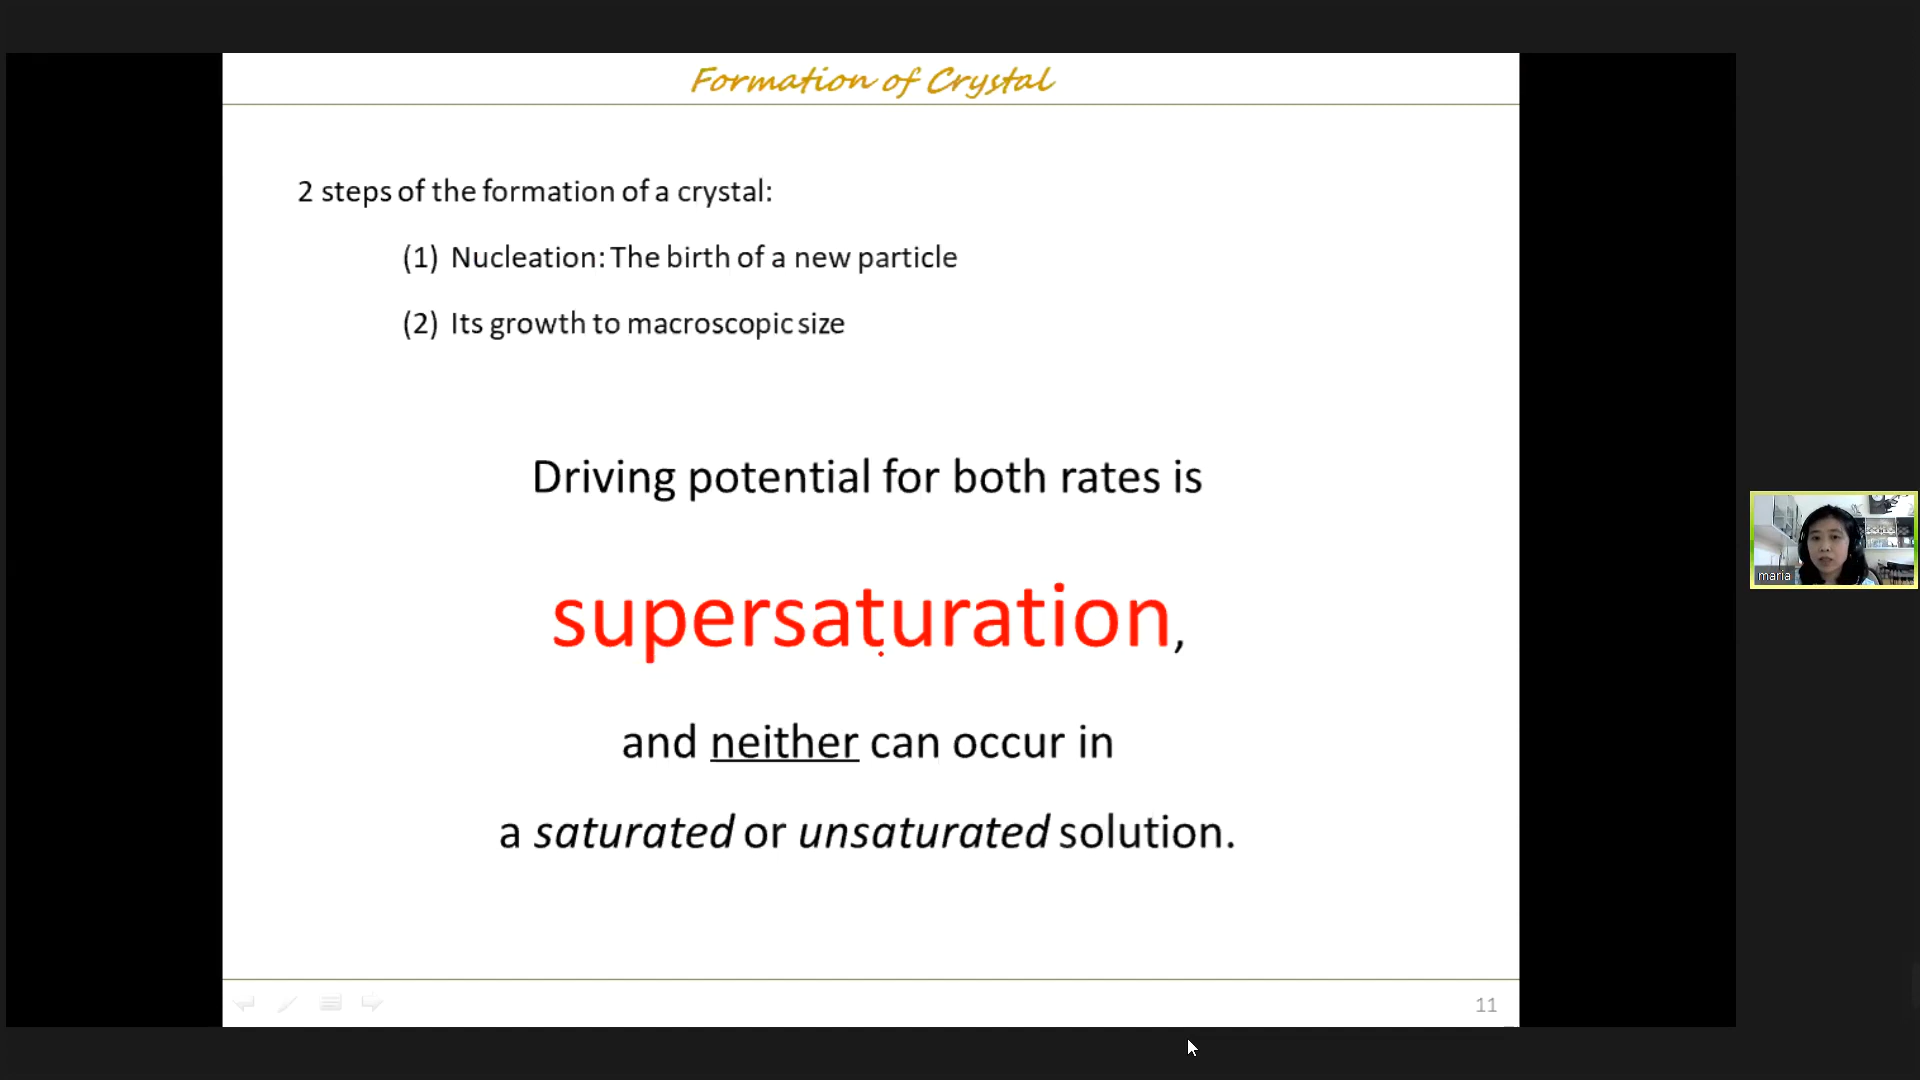 Formation of Crystal
2 steps of the formation of a crystal:
(1) Nucleation: The birth of a new particle
(2) Its growth to macroscopic size
Driving potential for both rates is
supersaturation,
and neither can occur in
a saturated or unsaturated solution.
maria
11